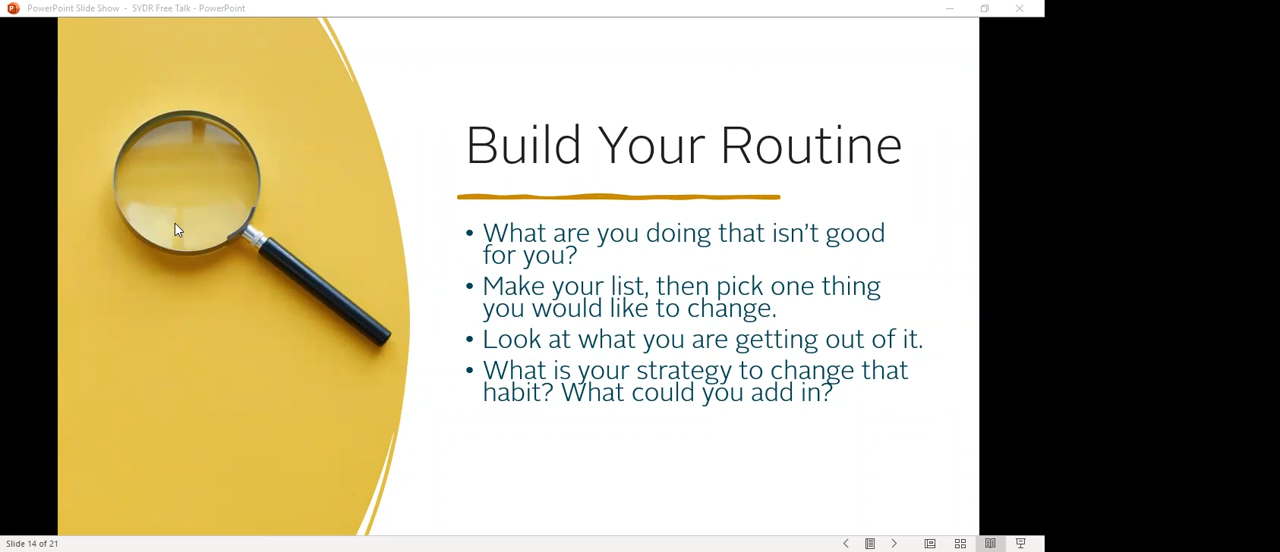 PowerPoint Slide Show - SYDR Free Talk - PowerPoint
Build Your Routine
• What are you doing that isn't good
for you?
• Make your list, then pick one thing
you would like to change.
• Look at what you are getting out of it.
• What is your strategy to change that
habit? What could you add in?
Slide 14 of 21